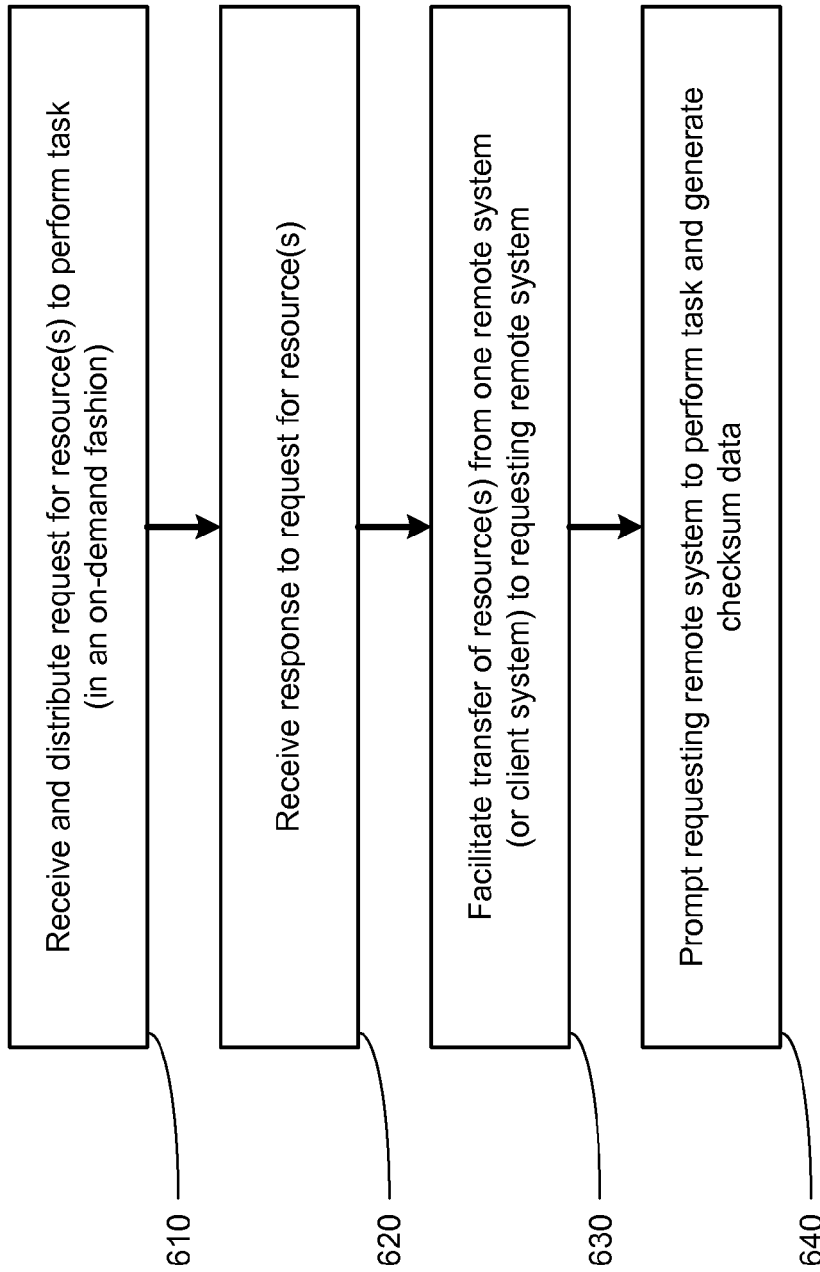 610
Receive and distribute request for resource(s) to perform task
(in an on-demand fashion)
620
Receive response to request for resource(s)
630
Facilitate transfer of resource(s) from one remote system
(or client system) to requesting remote system
640
Prompt requesting remote system to perform task and generate
checksum data